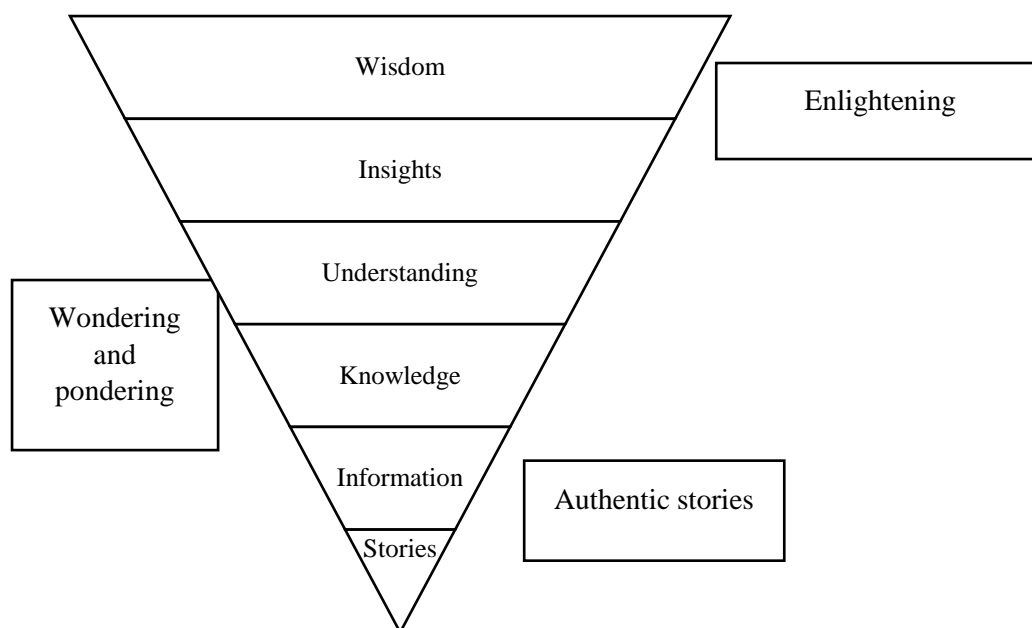 Wisdom
Enlightening
Insights
Understanding
Wondering
and
pondering
Knowledge
Information
Authentic stories
Stories